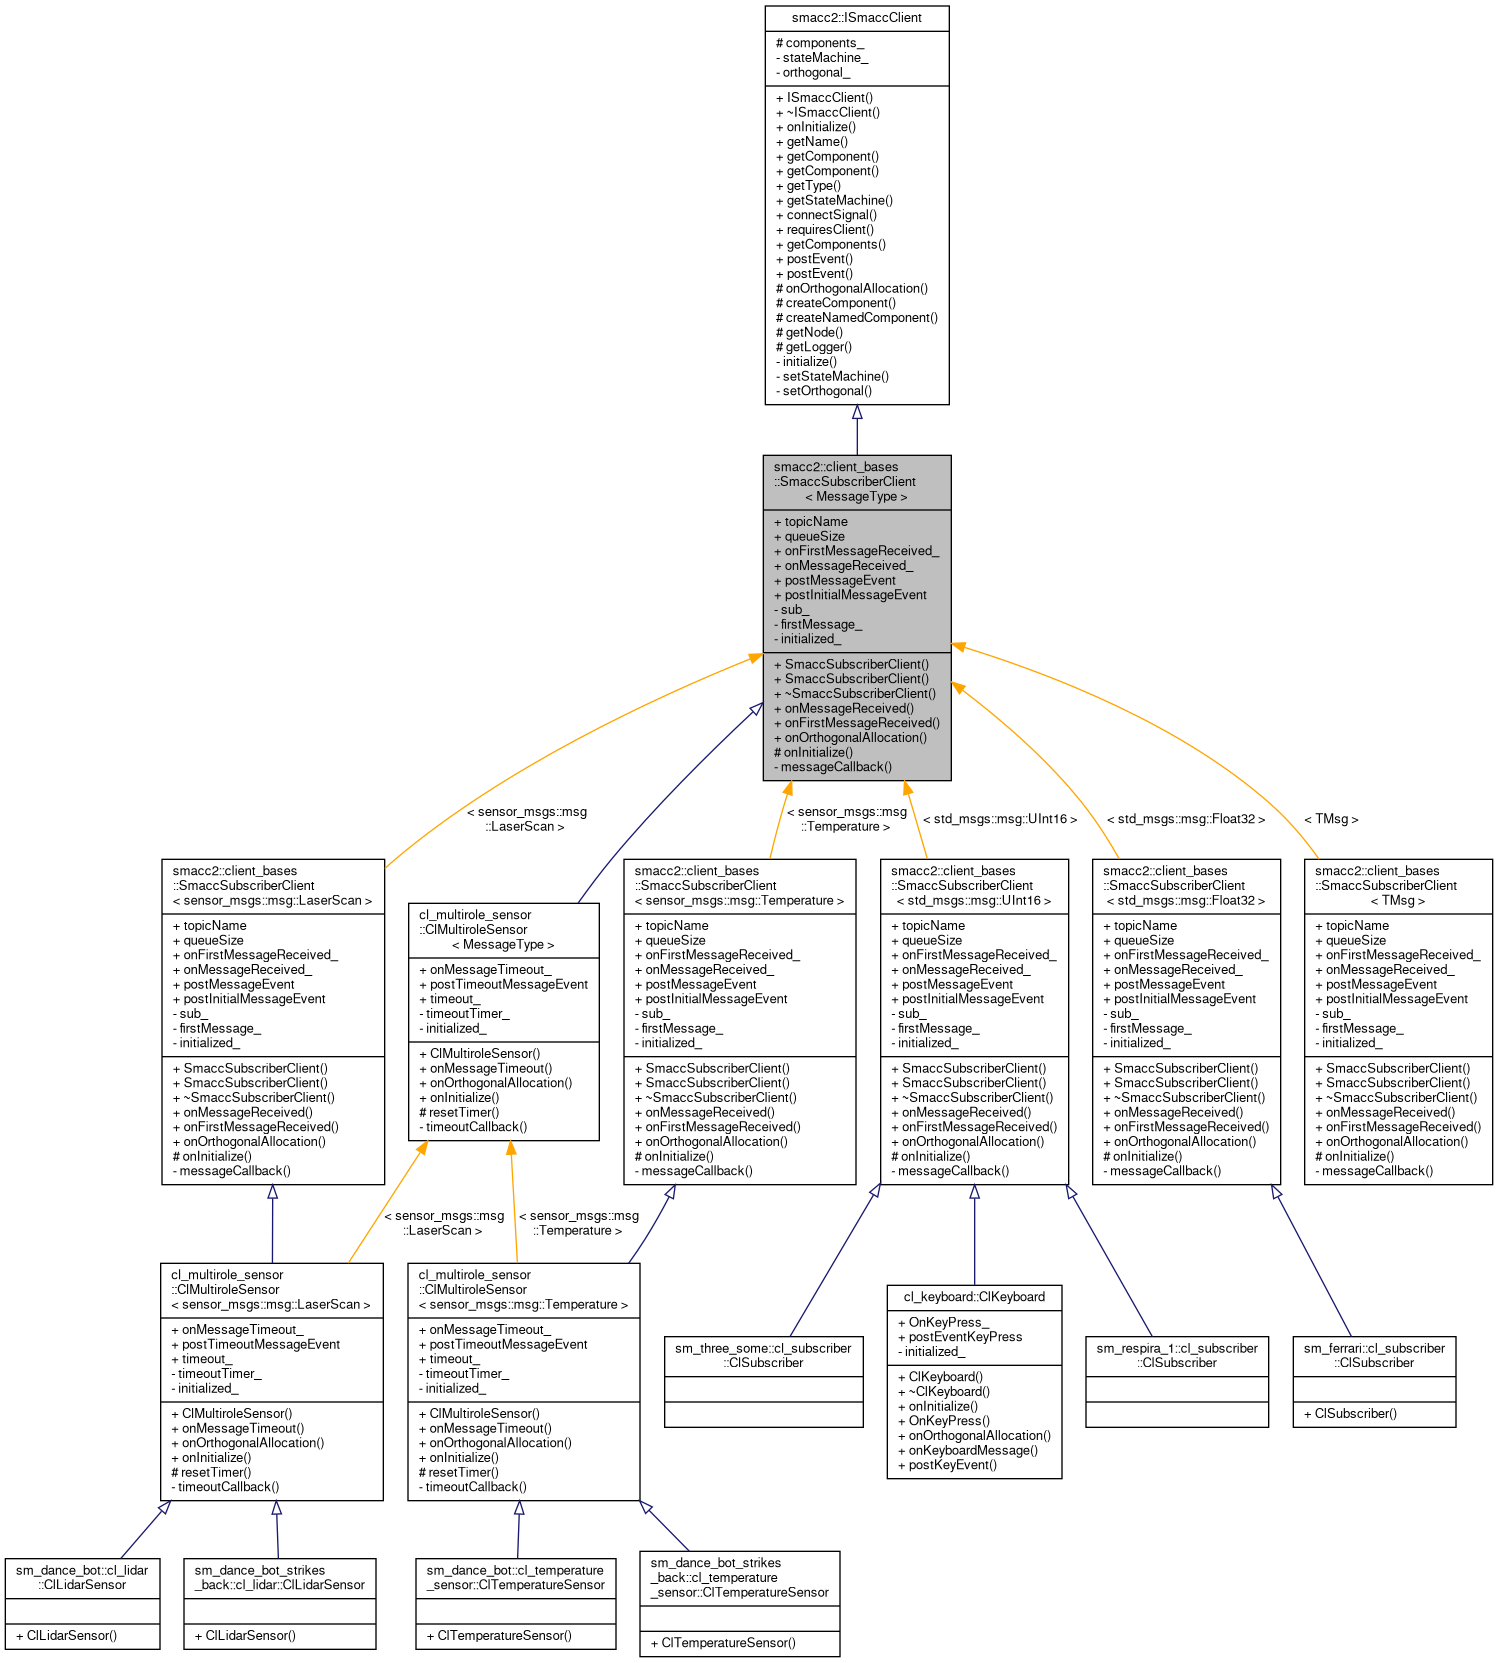 smacc2::ISmaccClient
# components_
- stateMachine_
- orthogonal_
+ ISmaccClient()
+ ~ISmaccClient()
+ onInitialize()
+ getName()
+ getComponent()
+ getComponent()
+ getType()
+ getStateMachine()
+ connectSignal()
+ requiresClient()
+ getComponents()
+ postEvent()
+ postEvent()
# onOrthogonalAllocation()
# createComponent()
# createNamedComponent()
# getNode()
# getLogger()
- initialize()
- setStateMachine()
- setOrthogonal()
smacc2::client_bases
::SmaccSubscriberClient
< MessageType >
+ topicName
+ queueSize
+ onFirstMessageReceived_
+ onMessageReceived_
+ postMessageEvent
+ postInitialMessageEvent
- sub_
- firstMessage_
- initialized_
+ SmaccSubscriberClient()
+ SmaccSubscriberClient()
+ ~SmaccSubscriberClient()
+ onMessageReceived()
+ onFirstMessageReceived()
+ onOrthogonalAllocation()
# onInitialize()
- messageCallback()
< sensor_msgs::msg
::LaserScan >
< sensor_msgs::msg
::Temperature >
< std_msgs::msg::UInt16 >
< std_msgs::msg::Float32 >
< TMsg >
smacc2::client_bases
::SmaccSubscriberClient
< sensor_msgs::msg::LaserScan >
+ topicName
+ queueSize
+ onFirstMessageReceived_
+ onMessageReceived_
+ postMessageEvent
+ postInitialMessageEvent
- sub_
- firstMessage_
- initialized_
+ SmaccSubscriberClient()
+ SmaccSubscriberClient()
+ ~SmaccSubscriberClient()
+ onMessageReceived()
+ onFirstMessageReceived()
+ onOrthogonalAllocation()
# onInitialize()
- messageCallback()
cl_multirole_sensor
::ClMultiroleSensor
< MessageType >
+ onMessageTimeout_
+ postTimeoutMessageEvent
+ timeout_
- timeoutTimer_
- initialized_
+ ClMultiroleSensor()
+ onMessageTimeout()
+ onOrthogonalAllocation()
+ onInitialize()
# resetTimer()
- timeoutCallback()
smacc2::client_bases
::SmaccSubscriberClient
< sensor_msgs::msg::Temperature >
+ topicName
+ queueSize
+ onFirstMessageReceived_
+ onMessageReceived_
+ postMessageEvent
+ postInitialMessageEvent
- sub_
- firstMessage_
- initialized_
+ SmaccSubscriberClient()
+ SmaccSubscriberClient()
+ ~SmaccSubscriberClient()
+ onMessageReceived()
+ onFirstMessageReceived()
+ onOrthogonalAllocation()
# onInitialize()
- messageCallback()
smacc2::client_bases
::SmaccSubscriberClient
< std_msgs::msg::UInt16 >
+ topicName
+ queueSize
+ onFirstMessageReceived_
+ onMessageReceived_
+ postMessageEvent
+ postInitialMessageEvent
- sub_
- firstMessage_
- initialized_
+ SmaccSubscriberClient()
+ SmaccSubscriberClient()
+ ~SmaccSubscriberClient()
+ onMessageReceived()
+ onFirstMessageReceived()
+ onOrthogonalAllocation()
# onInitialize()
- messageCallback()
smacc2::client_bases
::SmaccSubscriberClient
< std_msgs::msg::Float32 >
+ topicName
+ queueSize
+ onFirstMessageReceived_
+ onMessageReceived_
+ postMessageEvent
+ postInitialMessageEvent
- sub_
- firstMessage_
- initialized_
+ SmaccSubscriberClient()
+ SmaccSubscriberClient()
+ ~SmaccSubscriberClient()
+ onMessageReceived()
+ onFirstMessageReceived()
+ onOrthogonalAllocation()
# onInitialize()
- messageCallback()
smacc2::client_bases
::SmaccSubscriberClient
< TMsg >
+ topicName
+ queueSize
+ onFirstMessageReceived_
+ onMessageReceived_
+ postMessageEvent
+ postInitialMessageEvent
- sub_
- firstMessage_
- initialized_
+ SmaccSubscriberClient()
+ SmaccSubscriberClient()
+ ~SmaccSubscriberClient()
+ onMessageReceived()
+ onFirstMessageReceived()
+ onOrthogonalAllocation()
# onInitialize()
- messageCallback()
< sensor_msgs::msg
::LaserScan >
< sensor_msgs::msg
::Temperature >
cl_multirole_sensor
::ClMultiroleSensor
< sensor_msgs::msg::LaserScan >
+ onMessageTimeout_
+ postTimeoutMessageEvent
+ timeout_
- timeoutTimer_
- initialized_
+ ClMultiroleSensor()
+ onMessageTimeout()
+ onOrthogonalAllocation()
+ onInitialize()
# resetTimer()
- timeoutCallback()
cl_multirole_sensor
::ClMultiroleSensor
< sensor_msgs::msg::Temperature >
+ onMessageTimeout_
+ postTimeoutMessageEvent
+ timeout_
- timeoutTimer_
- initialized_
+ ClMultiroleSensor()
+ onMessageTimeout()
+ onOrthogonalAllocation()
+ onInitialize()
# resetTimer()
- timeoutCallback()
sm_three_some::cl_subscriber
::ClSubscriber
cl_keyboard::ClKeyboard
+ OnKeyPress_
+ postEventKeyPress
- initialized_
+ ClKeyboard()
+ ~ClKeyboard()
+ onInitialize()
+ OnKeyPress()
+ onOrthogonalAllocation()
+ onKeyboardMessage()
+ postKeyEvent()
sm_respira_1::cl_subscriber
::ClSubscriber
sm_ferrari::cl_subscriber
::ClSubscriber
+ ClSubscriber()
sm_dance_bot::cl_lidar
::ClLidarSensor
+ ClLidarSensor()
sm_dance_bot_strikes
_back::cl_lidar::ClLidarSensor
+ ClLidarSensor()
sm_dance_bot::cl_temperature
_sensor::ClTemperatureSensor
+ ClTemperatureSensor()
sm_dance_bot_strikes
_back::cl_temperature
_sensor::ClTemperatureSensor
+ ClTemperatureSensor()